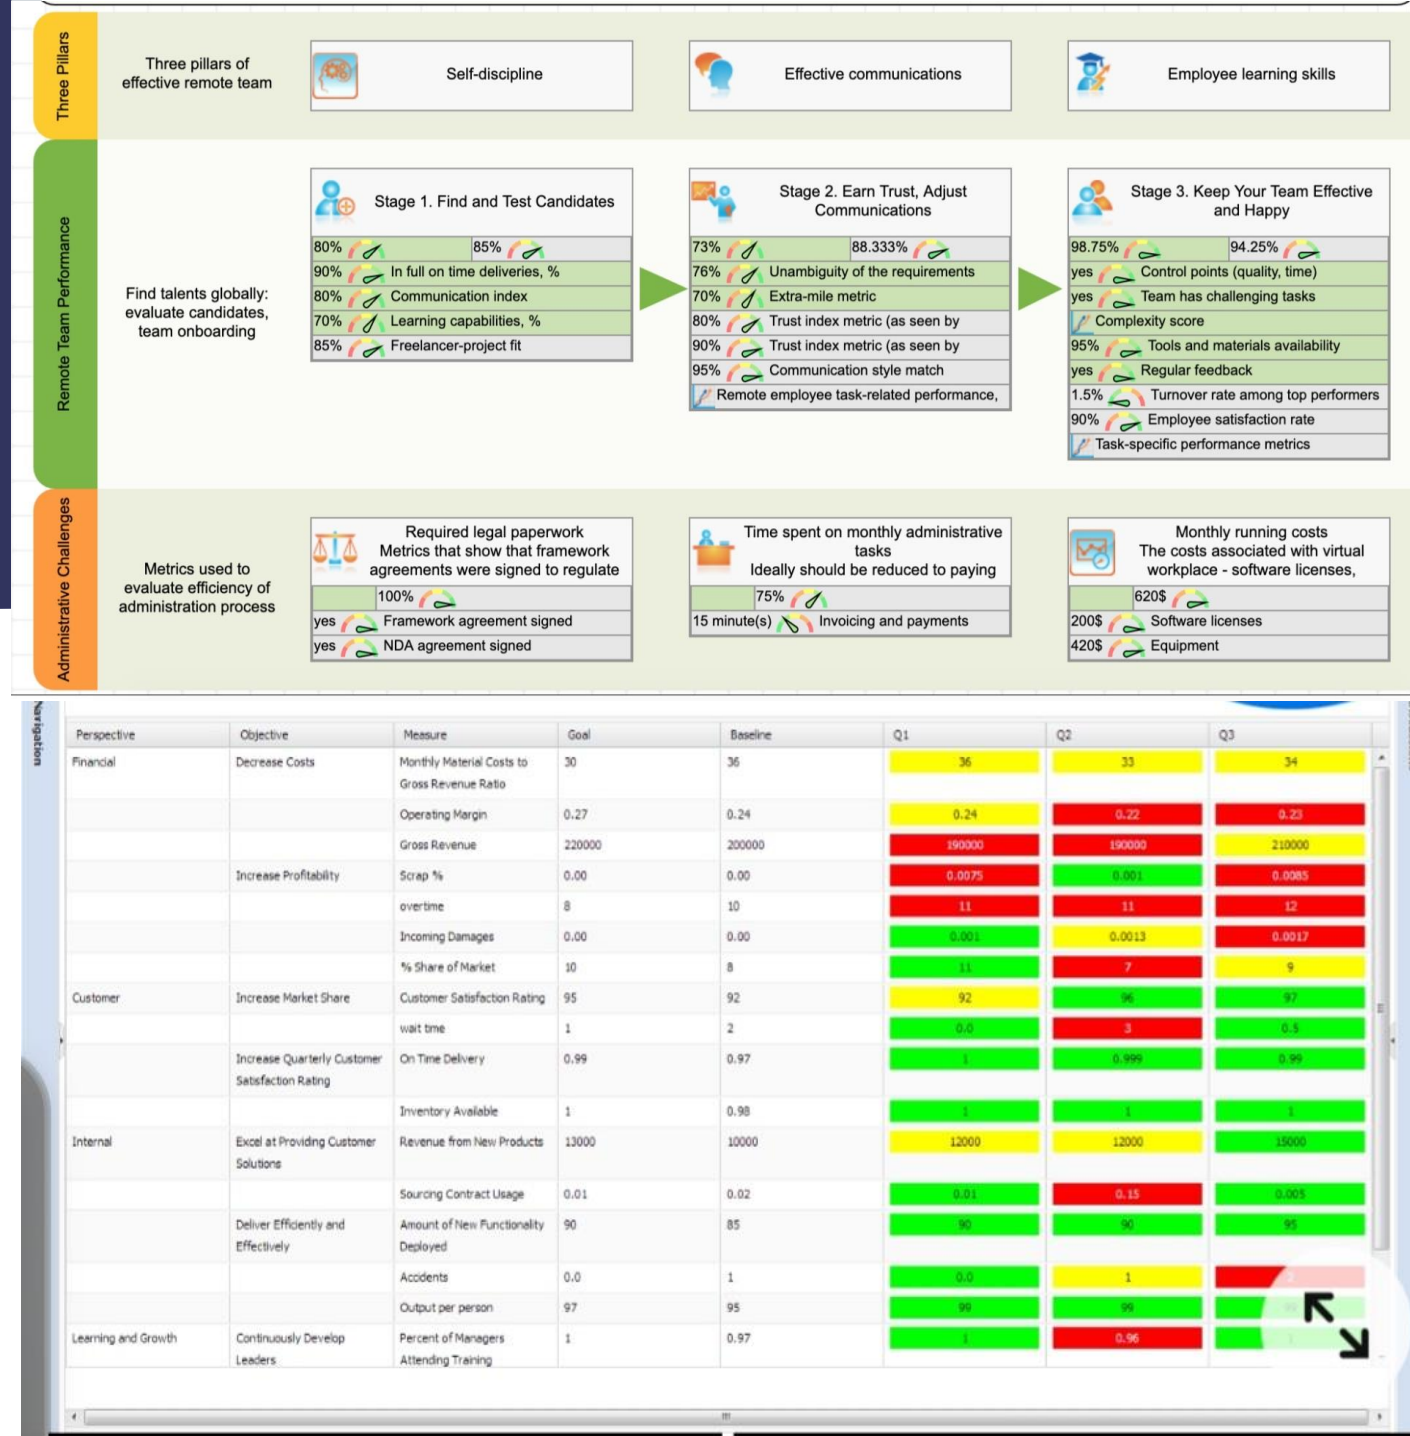 Three Pillars
Three pillars of
effective remote team
Self-discipline
Effective communications
Employee learning skills
Remote Team Performance
Find talents globally:
evaluate candidates,
team onboarding
Stage 1. Find and Test Candidates
80% 85%
90% In full on time deliveries, %
80% Communication index
70% Learning capabilities, %
85% Freelancer-project fit
Stage 2. Earn Trust, Adjust
Communications
73% 88.333%
76% Unambiguity of the requirements
70% Extra-mile metric
80% Trust index metric (as seen by
90% Trust index metric (as seen by
95% Communication style match
Remote employee task-related performance,
Stage 3. Keep Your Team Effective
and Happy
98.75% 94.25%
yes Control points (quality, time)
yes Team has challenging tasks
Complexity score
95% Tools and materials availability
yes Regular feedback
1.5% Turnover rate among top performers
90% Employee satisfaction rate
Task-specific performance metrics
Administrative Challenges
Metrics used to
evaluate efficiency of
administration process
Required legal paperwork
Metrics that show that framework
agreements were signed to regulate
100%
yes Framework agreement signed
yes NDA agreement signed
Time spent on monthly administrative
tasks
Ideally should be reduced to paying
75%
15 minute(s) Invoicing and payments
Monthly running costs
The costs associated with virtual
workplace - software licenses,
620$
200$ Software licenses
420$ Equipment
Navigation
Perspective Objective Measure Goal Baseline Q1 Q2 Q3
Financial Decrease Costs Monthly Material Costs to 30 36 36 33 34
Gross Revenue Ratio
Operating Margin 0.27 0.24 0.24 0.22 0.23
Gross Revenue 220000 200000 190000 190000 210000
Increase Profitability Scrap % 0.00 0.00 0.0075 0.001 0.0085
overtime 8 10 11 11 12
Incoming Damages 0.00 0.00 0.001 0.0013 0.0017
% Share of Market 10 8 11 7 9
Customer Increase Market Share Customer Satisfaction Rating 95 92 92 96 97
wait time 1 2 0.0 3 0.5
Increase Quarterly Customer On Time Delivery 0.99 0.97 1 0.999 0.99
Satisfaction Rating
Inventory Available 1 0.98 1 1 1
Internal Excel at Providing Customer Revenue from New Products 13000 10000 12000 12000 15000
Solutions
Sourcing Contract Usage 0.01 0.02 0.01 0.15 0.005
Deliver Efficiently and Amount of New Functionality 90 85 90 90 95
Effectively Deployed
Accidents 0.0 1 0.0 1
Output per person 97 95 99 99
Learning and Growth Continuously Develop Percent of Managers 1 0.97 1 0.96
Leaders Attending Training